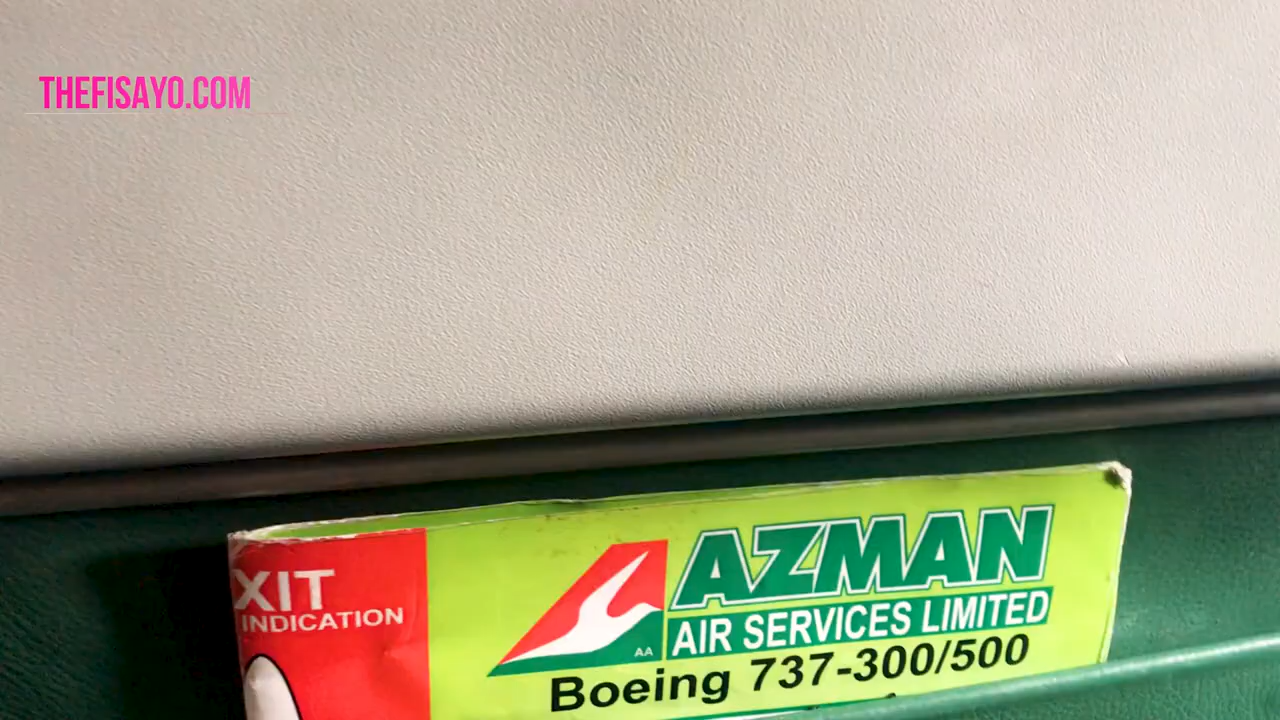 THEFISAYO.COM
XIT
INDICATION
AZMAN
AIR SERVICES LIMITED
AA
Boeing 737-300/500